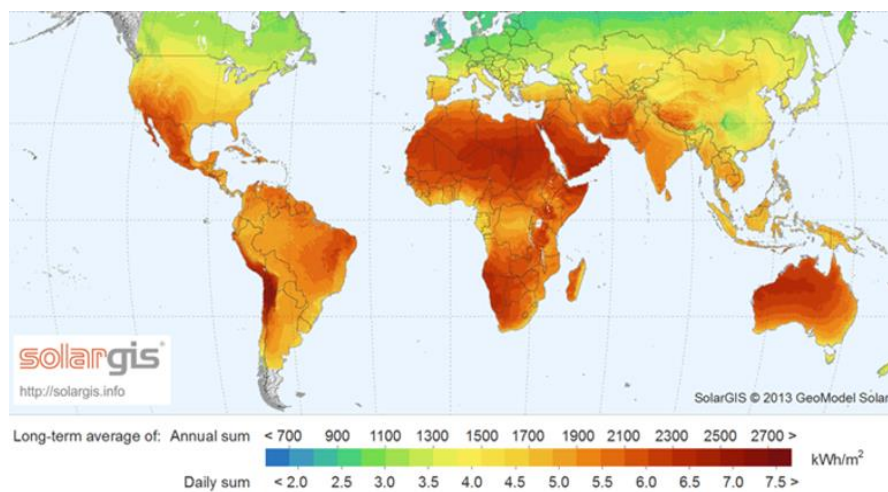 solargis®
http://solargis.info
SolarGIS © 2013 GeoModel Solar
Long-term average of: Annual sum < 700 900 1100 1300 1500 1700 1900 2100 2300 2500 2700 >
kWh/m²
Daily sum < 2.0 2.5 3.0 3.5 4.0 4.5 5.0 5.5 6.0 6.5 7.0 7.5 >